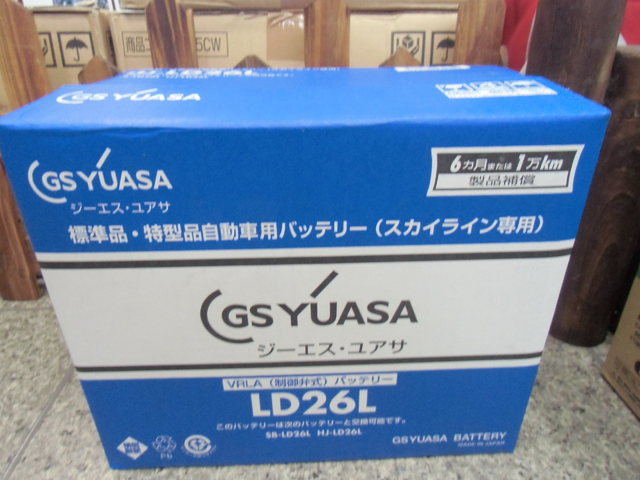 商品コ
5CW
GS YUASA
GS YUASA
ジーエス・ユアサ
6カ月または1万km
製品補償
標準品・特型品自動車用バッテリー(スカイライン専用)
GS YUASA
ジーエス・ユアサ
VRLA(制御弁式)バッテリー
LD26L
このバッテリーは次のバッテリーと交換可能です。
SB-LD26L HJ-LD26L
Pb
GS YUASA BATTERY
MADE IN JAPAN